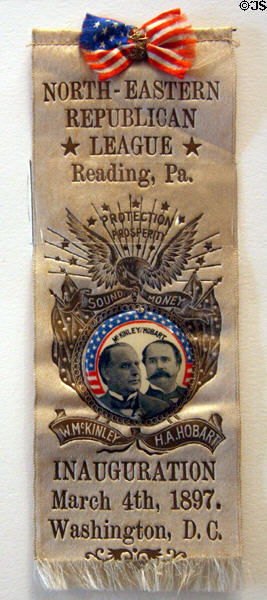 ©JS
NORTH-EASTERN
REPUBLICAN
★ LEAGUE ★
Reading, Pa.
PROTECTION
PROSPERITY
SOUND MONEY
McKINLEY/HOBART
W. McKINLEY H.A. HOBART
INAUGURATION
March 4th, 1897.
Washington, D. C.